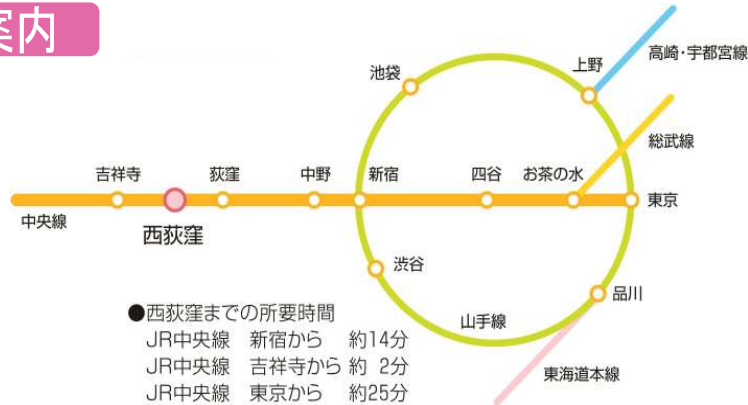 案内
池袋
上野
高崎・宇都宮線
総武線
吉祥寺
荻窪
中野
新宿
四谷
お茶の水
東京
中央線
西荻窪
渋谷
品川
山手線
東海道本線
●西荻窪までの所要時間
JR中央線 新宿から 約14分
JR中央線 吉祥寺から 約 2分
JR中央線 東京から 約25分